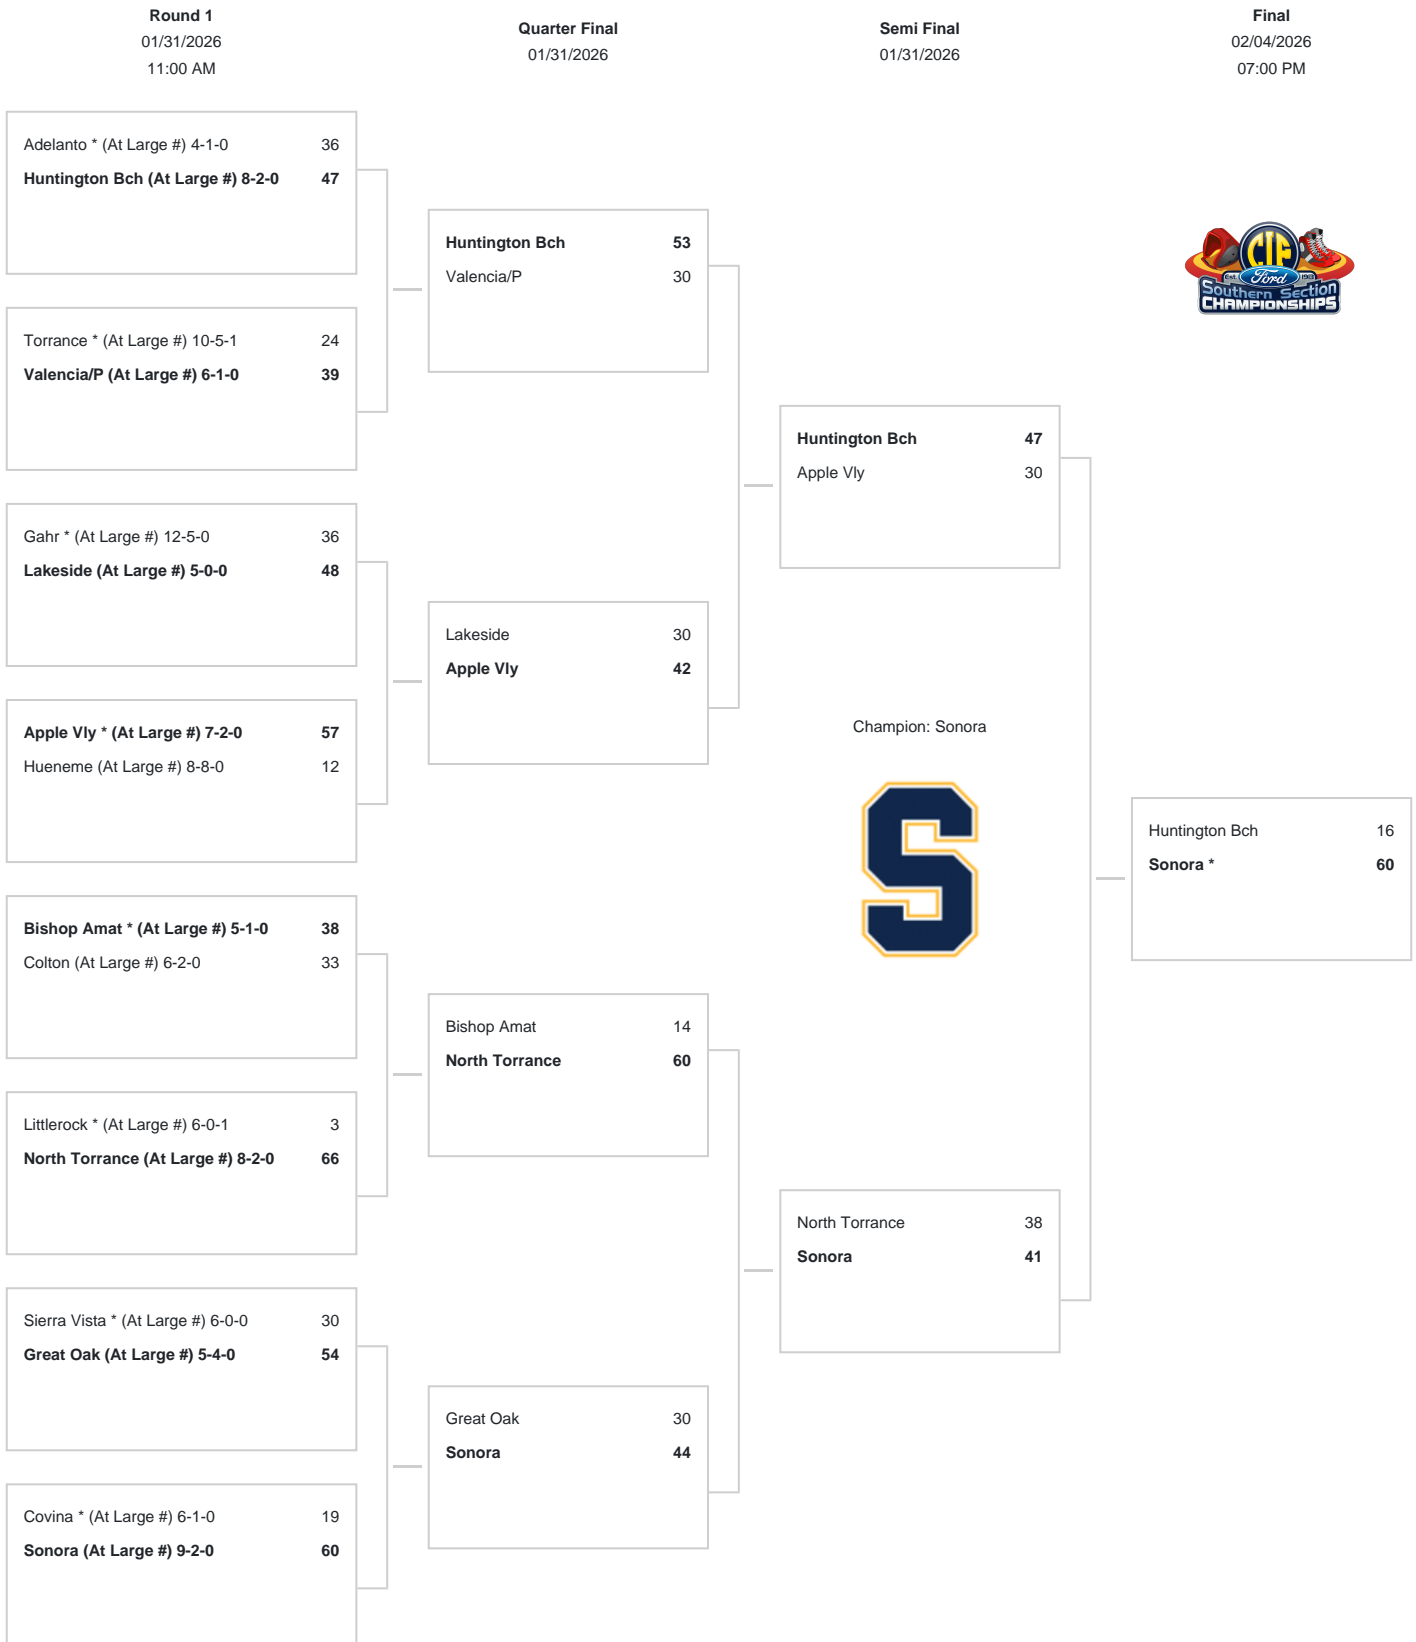 Round 1
01/31/2026
11:00 AM
Quarter Final
01/31/2026
Semi Final
01/31/2026
Final
02/04/2026
07:00 PM
Adelanto * (At Large #) 4-1-0 36
Huntington Bch (At Large #) 8-2-0 47
Torrance * (At Large #) 10-5-1 24
Valencia/P (At Large #) 6-1-0 39
Gahr * (At Large #) 12-5-0 36
Lakeside (At Large #) 5-0-0 48
Apple Vly * (At Large #) 7-2-0 57
Hueneme (At Large #) 8-8-0 12
Bishop Amat * (At Large #) 5-1-0 38
Colton (At Large #) 6-2-0 33
Littlerock * (At Large #) 6-0-1 3
North Torrance (At Large #) 8-2-0 66
Sierra Vista * (At Large #) 6-0-0 30
Great Oak (At Large #) 5-4-0 54
Covina * (At Large #) 6-1-0 19
Sonora (At Large #) 9-2-0 60
Huntington Bch 53
Valencia/P 30
Lakeside 30
Apple Vly 42
Bishop Amat 14
North Torrance 60
Great Oak 30
Sonora 44
Huntington Bch 47
Apple Vly 30
Champion: Sonora
S
North Torrance 38
Sonora 41
CIF
EST. Ford 1913
Southern Section
CHAMPIONSHIPS
Huntington Bch 16
Sonora * 60